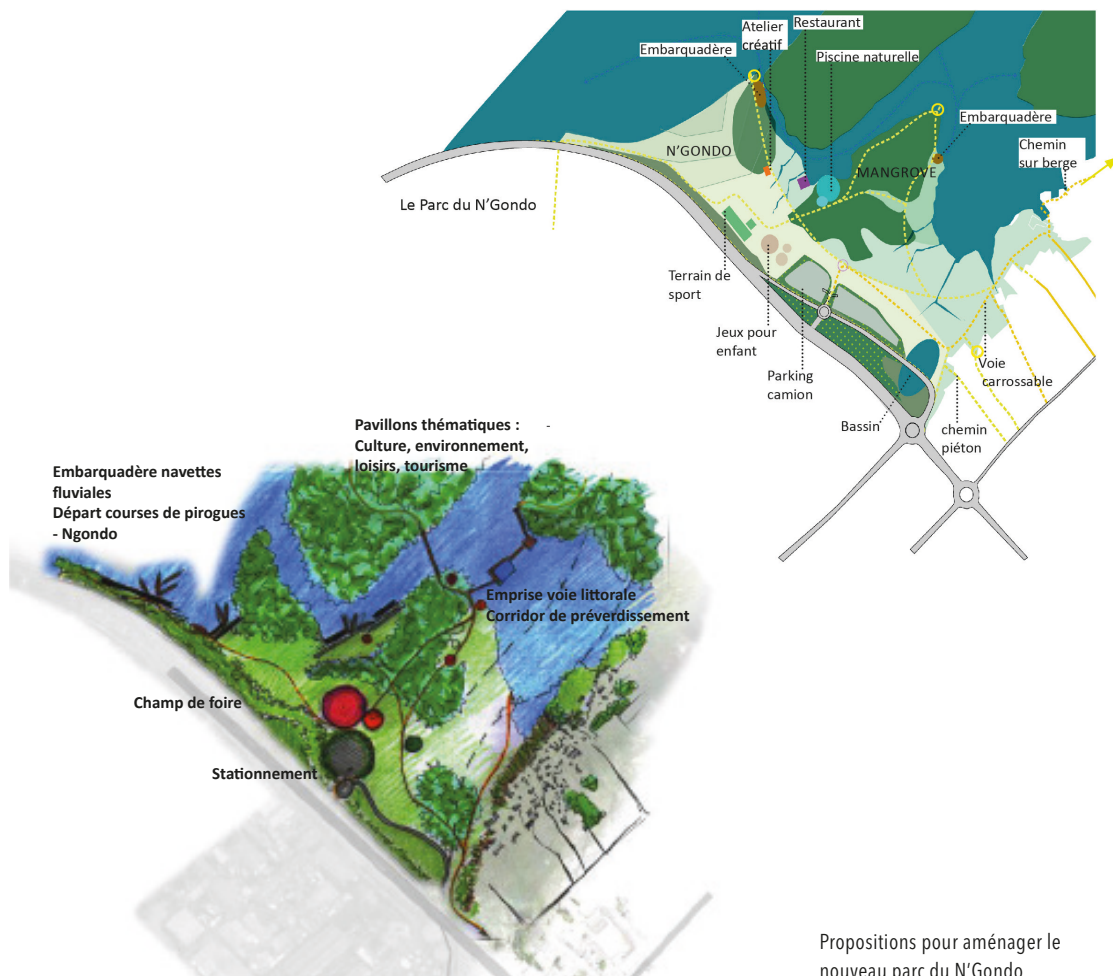 Restaurant
Atelier
créatif
Embarquadère
Piscine naturelle
Embarquadère
Chemin
sur berge
N'GONDO
MANGROVE
Le Parc du N'Gondo
Terrain de
sport
Jeux pour
enfant
Parking
camion
Voie
carrossable
Bassin
chemin
piéton
Pavillons thématiques : -
Culture, environnement,
loisirs, tourisme
Embarquadère navettes
fluviales
Départ courses de pirogues
- Ngondo
Emprise voie littorale
Corridor de préverdissement
Champ de foire
Stationnement
Propositions pour aménager le
nouveau parc du N'Gondo